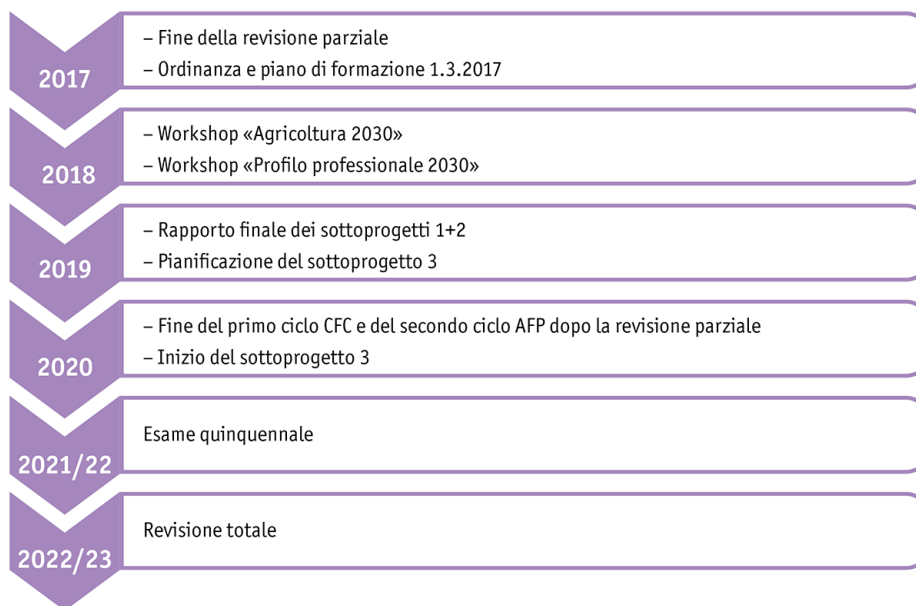 2017
– Fine della revisione parziale
– Ordinanza e piano di formazione 1.3.2017
2018
– Workshop «Agricoltura 2030»
– Workshop «Profilo professionale 2030»
2019
– Rapporto finale dei sottoprogetti 1+2
– Pianificazione del sottoprogetto 3
2020
– Fine del primo ciclo CFC e del secondo ciclo AFP dopo la revisione parziale
– Inizio del sottoprogetto 3
2021/22
Esame quinquennale
2022/23
Revisione totale